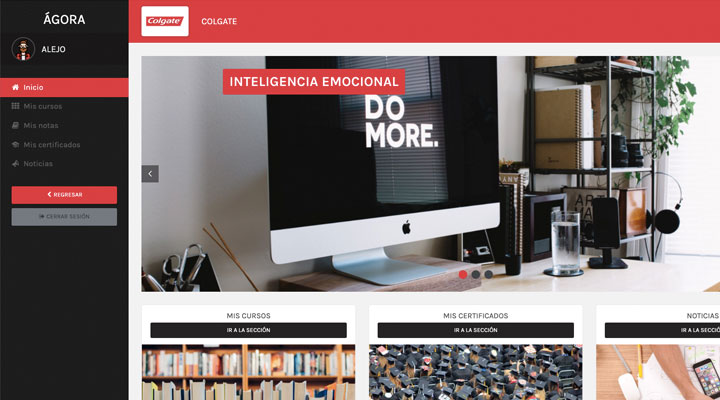 ÁGORA
ALEJO
Inicio
Mis cursos
Mis notas
Mis certificados
Noticias
REGRESAR
CERRAR SESIÓN
Colgate
COLGATE
INTELIGENCIA EMOCIONAL
DO
MORE.
MIS CURSOS
IR A LA SECCIÓN
MIS CERTIFICADOS
IR A LA SECCIÓN
NOTICIAS
IR A LA SECCIÓ